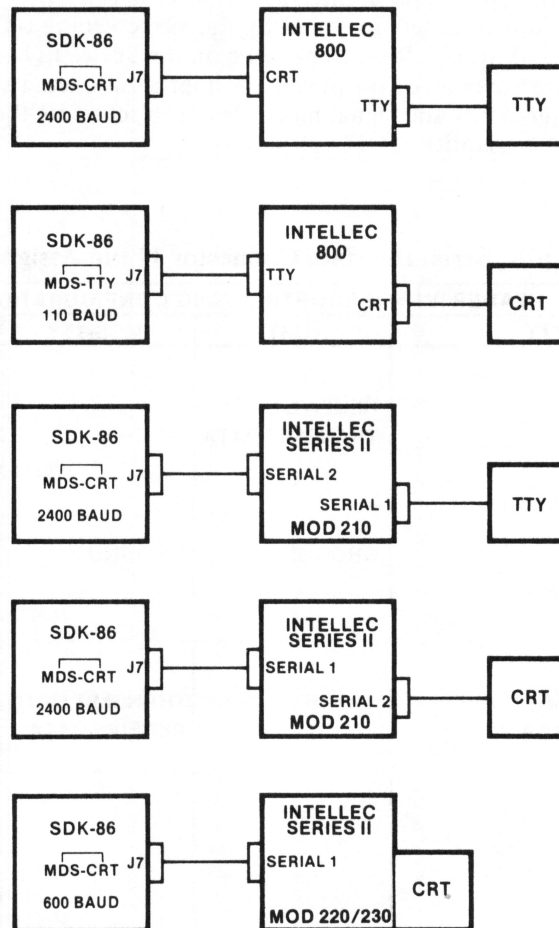 SDK-86
MDS-CRT J7
2400 BAUD
INTELLEC
800
CRT
TTY
TTY
SDK-86
MDS-TTY J7
110 BAUD
INTELLEC
800
TTY
CRT
CRT
SDK-86
MDS-CRT J7
2400 BAUD
INTELLEC
SERIES II
SERIAL 2
SERIAL 1
MOD 210
TTY
SDK-86
MDS-CRT J7
2400 BAUD
INTELLEC
SERIES II
SERIAL 1
SERIAL 2
MOD 210
CRT
SDK-86
MDS-CRT J7
600 BAUD
INTELLEC
SERIES II
SERIAL 1
MOD 220/230
CRT